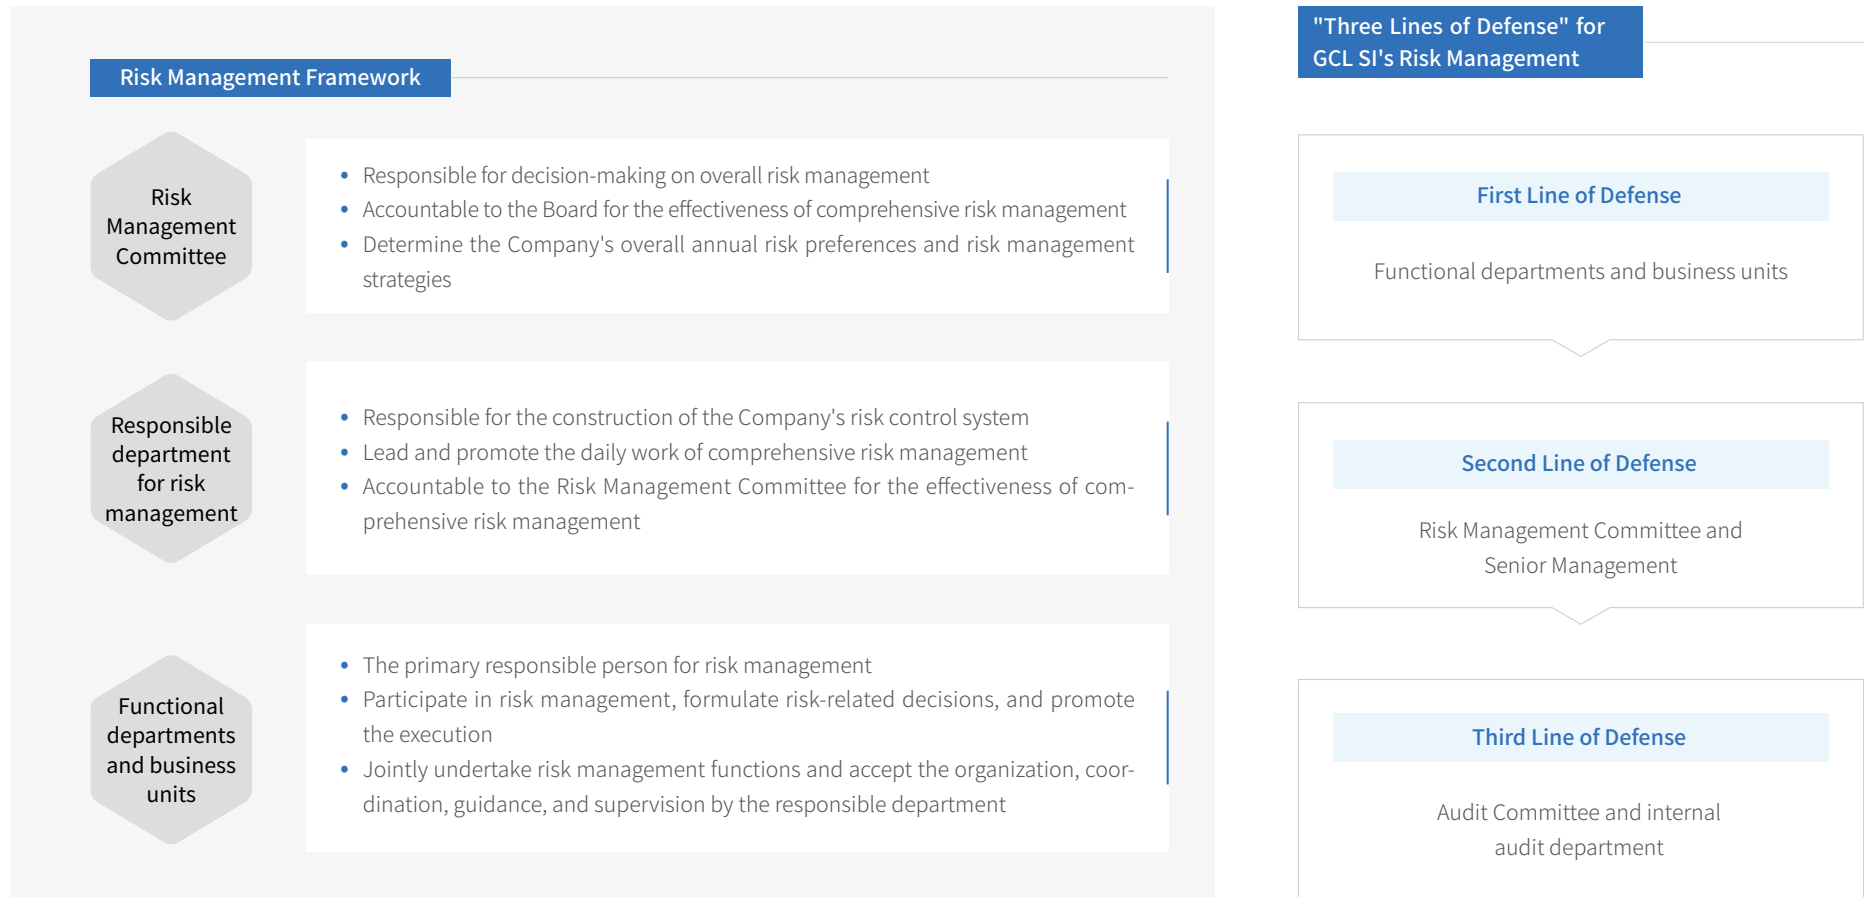 Risk Management Framework
Risk
Management
Committee
• Responsible for decision-making on overall risk management
• Accountable to the Board for the effectiveness of comprehensive risk management
• Determine the Company's overall annual risk preferences and risk management
strategies
Responsible
department
for risk
management
• Responsible for the construction of the Company's risk control system
• Lead and promote the daily work of comprehensive risk management
• Accountable to the Risk Management Committee for the effectiveness of com-
prehensive risk management
Functional
departments
and business
units
• The primary responsible person for risk management
• Participate in risk management, formulate risk-related decisions, and promote
the execution
• Jointly undertake risk management functions and accept the organization, coor-
dination, guidance, and supervision by the responsible department
"Three Lines of Defense" for
GCL SI's Risk Management
First Line of Defense
Functional departments and business units
Second Line of Defense
Risk Management Committee and
Senior Management
Third Line of Defense
Audit Committee and internal
audit department